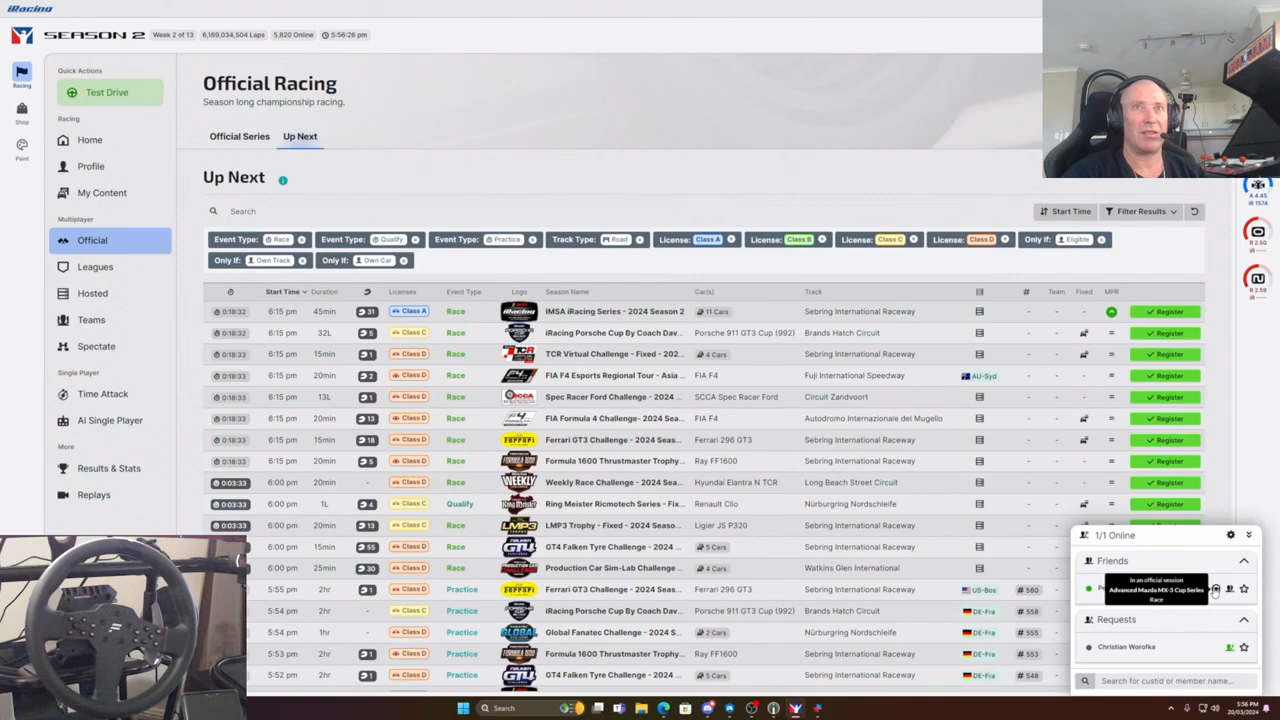 iRacing
SEASON 2 Week 2 of 13 6,169,034,504 Laps 5,820 Online 5:56:26 pm
Racing
Shop
Paint
Quick Actions
Test Drive
Racing
Home
Profile
My Content
Multiplayer
Official
Leagues
Hosted
Teams
Spectate
Single Player
Time Attack
AI Single Player
More
Results & Stats
Replays
Official Racing
Season long championship racing.
Official Series Up Next
Up Next
Search Start Time Filter Results
Event Type: Race Event Type: Qualify Event Type: Practice Track Type: Road License: Class A License: Class B License: Class C License: Class D Only If: Eligible
Only If: Own Track Only If: Own Car
Start Time Duration Licenses Event Type Logo Season Name Car(s) Track # Team Fixed MPR
0:18:32 6:15 pm 45min 31 Class A Race IMSA iRacing Series - 2024 Season 2 11 Cars Sebring International Raceway - - Register
0:18:32 6:15 pm 32L 5 Class C Race iRacing Porsche Cup By Coach Dav... Porsche 911 GT3 Cup (992) Brands Hatch Circuit - - = Register
0:18:33 6:15 pm 15min 1 Class D Race TCR Virtual Challenge - Fixed - 202... 4 Cars Sebring International Raceway - - = Register
0:18:33 6:15 pm 20min 2 Class D Race FIA F4 Esports Regional Tour - Asia ... FIA F4 Fuji International Speedway AU-Syd - - = Register
0:18:33 6:15 pm 13L 1 Class D Race Spec Racer Ford Challenge - 2024 ... SCCA Spec Racer Ford Circuit Zandvoort - - - = Register
0:18:33 6:15 pm 20min 13 Class D Race FIA Formula 4 Challenge- 2024 Sea... FIA F4 Autodromo Internazionale del Mugello - - = Register
0:18:33 6:15 pm 15min 18 Class D Race Ferrari GT3 Challenge - 2024 Seas... Ferrari 296 GT3 Sebring International Raceway - - = Register
0:18:33 6:15 pm 20min 5 Class D Race Formula 1600 Thrustmaster Trophy... Ray FF1600 Sebring International Raceway - - = Register
0:03:33 6:00 pm 20min - Class D Race Weekly Race Challenge - 2024 Sea... Hyundai Elantra N TCR Long Beach Street Circuit - - - = Register
0:03:33 6:00 pm 1L 4 Class C Qualify Ring Meister Ricmotech Series - Fix... Renault Clio Nürburgring Nordschleife - - = Register
0:03:33 6:00 pm 20min 13 Class C Race LMP3 Trophy - Fixed - 2024 Seaso... Ligier JS P320 Sebring International Raceway
6:00 pm 15min 55 Class D Race GT4 Falken Tyre Challenge - 2024 ... 5 Cars Sebring International Raceway
6:00 pm 25min 30 Class D Race Production Car Sim-Lab Challenge - ... Watkins Glen International
5:55 pm 2hr 1 Class D Practice Ferrari GT3 Challenge - 2024 Seas... Ferrari 296 GT3 Sebring International Raceway US-Bos # 560
5:54 pm 2hr - Class C Practice iRacing Porsche Cup By Coach Dav... Porsche 911 GT3 Cup (992) Brands Hatch Circuit DE-Fra # 558
5:54 pm 1hr - Class D Practice Global Fanatec Challenge - 2024 S... 2 Cars Nürburgring Nordschleife DE-Fra # 555
5:53 pm 2hr 1 Class D Practice Formula 1600 Thrustmaster Trophy... Ray FF1600 Sebring International Raceway DE-Fra # 553
5:52 pm 2hr 1 Class D Practice GT4 Falken Tyre Challenge - 2024 ... 5 Cars Sebring International Raceway DE-Fra # 548
A 4.45
iR 1574
R 2.50
iR ----
R 2.59
iR ----
1/1 Online
Friends
In an official session
Advanced Mazda MX-5 Cup Series
Race
Requests
Christian Worofka
Search for custid or member name...
Search
5:56 PM
20/03/2024